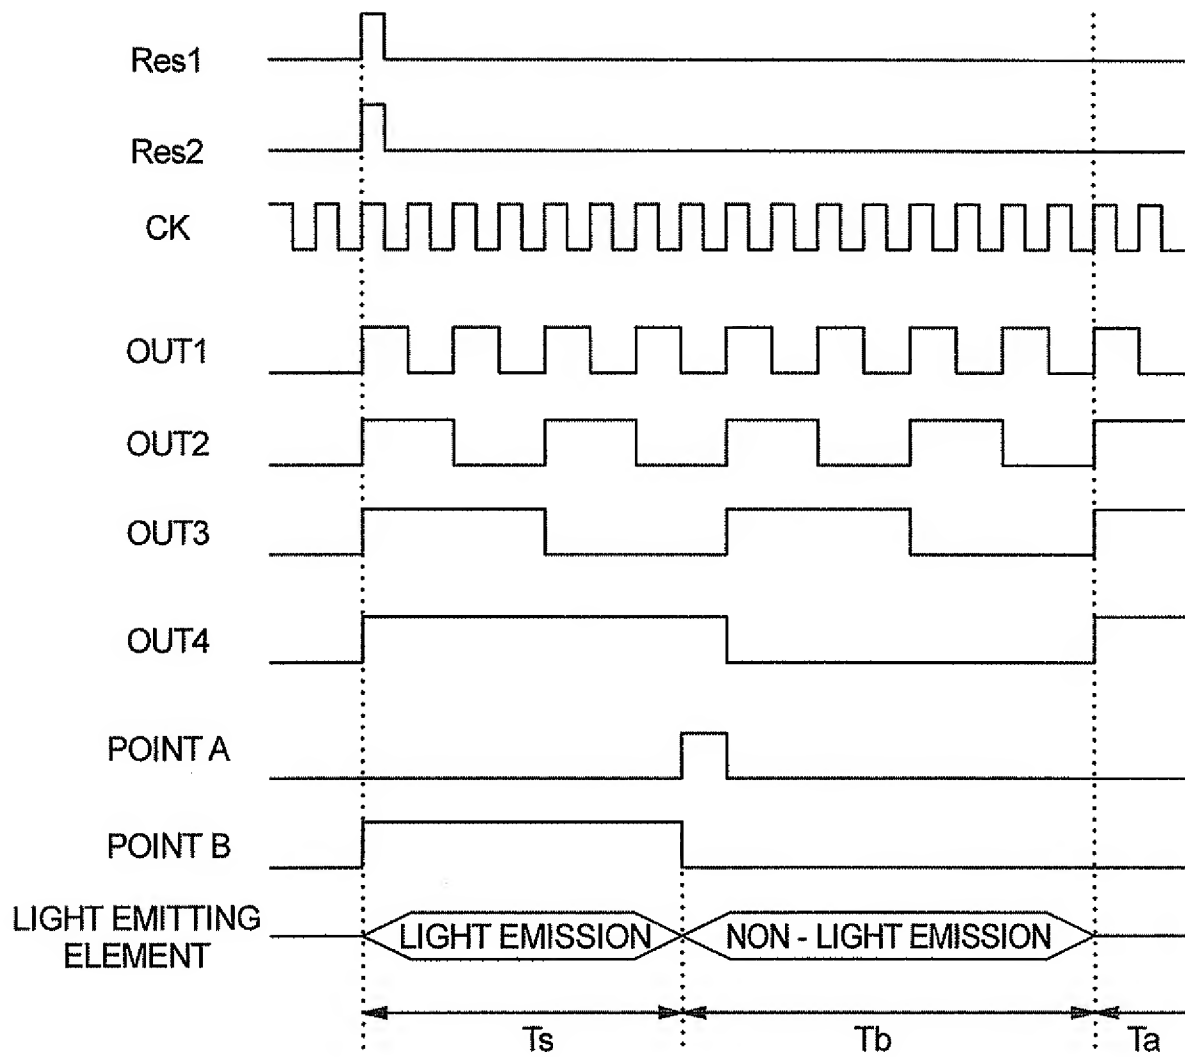 Res1
Res2
CK
OUT1
OUT2
OUT3
OUT4
POINT A
POINT B
LIGHT EMITTING
ELEMENT
LIGHT EMISSION
NON - LIGHT EMISSION
Ts
Tb
Ta